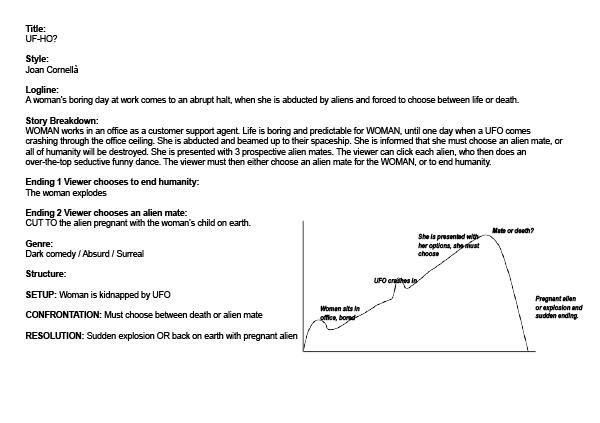 Title:
UF-HO?
Style:
Joan Cornellà
Logline:
A woman's boring day at work comes to an abrupt halt, when she is abducted by aliens and forced to choose between life or death.
Story Breakdown:
WOMAN works in an office as a customer support agent. Life is boring and predictable for WOMAN, until one day when a UFO comes
crashing through the office ceiling. She is abducted and beamed up to their spaceship. She is informed that she must choose an alien mate, or
all of humanity will be destroyed. She is presented with 3 prospective alien mates. The viewer can click each alien, who then does an
over-the-top seductive funny dance. The viewer must then either choose an alien mate for the WOMAN, or to end humanity.
Ending 1 Viewer chooses to end humanity:
The woman explodes
Ending 2 Viewer chooses an alien mate:
CUT TO the alien pregnant with the woman's child on earth.
Genre:
Dark comedy / Absurd / Surreal
Structure:
SETUP: Woman is kidnapped by UFO
CONFRONTATION: Must choose between death or alien mate
RESOLUTION: Sudden explosion OR back on earth with pregnant alien
Woman sits in
office, bored
UFO crashes in
She is presented with
her options, she must
choose
Mate or death?
Pregnant alien
or explosion and
sudden ending.